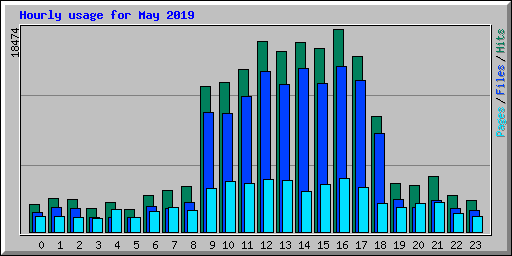 Hourly usage for May 2019
18474
Pages/Files/Hits
0 1 2 3 4 5 6 7 8 9 10 11 12 13 14 15 16 17 18 19 20 21 22 23